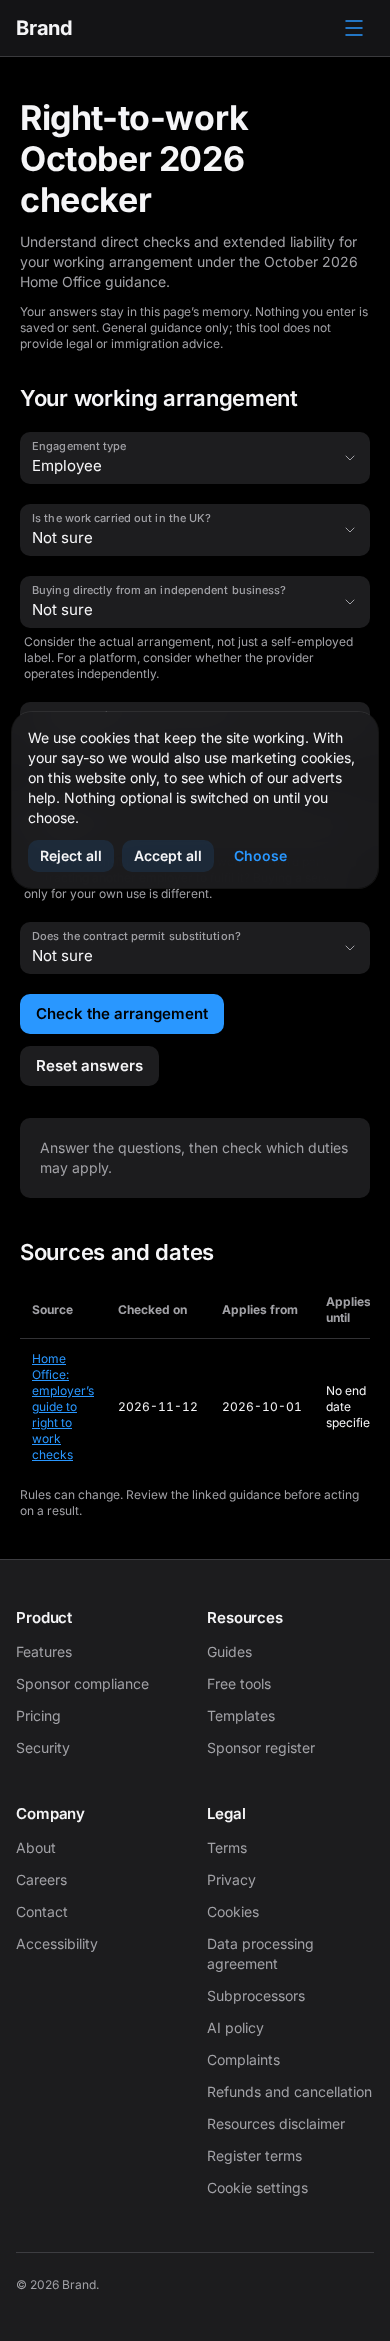 Brand
Right-to-work
October 2026
checker
Understand direct checks and extended liability for
your working arrangement under the October 2026
Home Office guidance.
Your answers stay in this page’s memory. Nothing you enter is
saved or sent. General guidance only; this tool does not
provide legal or immigration advice.
Your working arrangement
Engagement type
Employee
Is the work carried out in the UK?
Not sure
Buying directly from an independent business?
Not sure
Consider the actual arrangement, not just a self-employed
label. For a platform, consider whether the provider
operates independently.
We use cookies that keep the site working. With
your say-so we would also use marketing cookies,
on this website only, to see which of our adverts
help. Nothing optional is switched on until you
choose.
Reject all
Accept all
Choose
only for your own use is different.
Does the contract permit substitution?
Not sure
Check the arrangement
Reset answers
Answer the questions, then check which duties
may apply.
Sources and dates
Source Checked on Applies from Applies until
Home
Office:
employer’s
guide to
right to
work
checks
2026-11-12 2026-10-01
No end
date
specifie
Rules can change. Review the linked guidance before acting
on a result.
Product
Features
Sponsor compliance
Pricing
Security
Resources
Guides
Free tools
Templates
Sponsor register
Company
About
Careers
Contact
Accessibility
Legal
Terms
Privacy
Cookies
Data processing
agreement
Subprocessors
AI policy
Complaints
Refunds and cancellation
Resources disclaimer
Register terms
Cookie settings
© 2026 Brand.